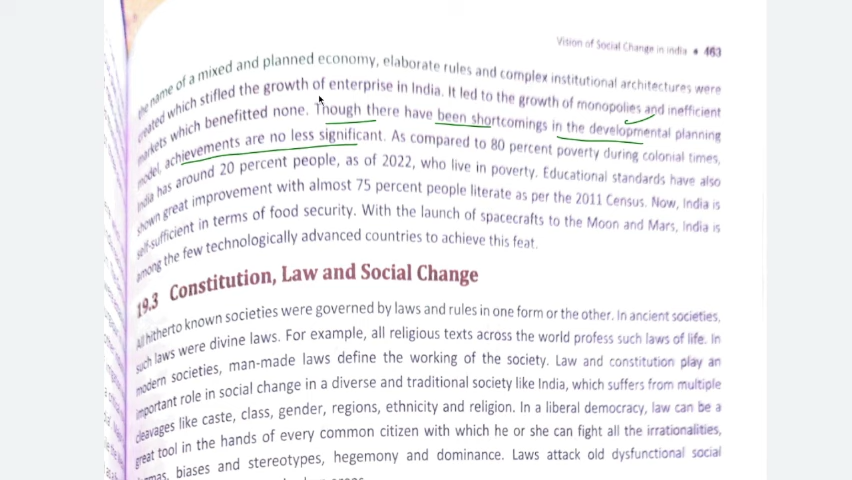 Vision of Social Change in India • 463
the name of a mixed and planned economy, elaborate rules and complex institutional architectures were
created which stifled the growth of enterprise in India. It led to the growth of monopolies and inefficient
markets which benefitted none. Though there have been shortcomings in the developmental planning
model, achievements are no less significant. As compared to 80 percent poverty during colonial times,
India has around 20 percent people, as of 2022, who live in poverty. Educational standards have also
shown great improvement with almost 75 percent people literate as per the 2011 Census. Now, India is
self-sufficient in terms of food security. With the launch of spacecrafts to the Moon and Mars, India is
among the few technologically advanced countries to achieve this feat.
19.3 Constitution, Law and Social Change
All hitherto known societies were governed by laws and rules in one form or the other. In ancient societies,
such laws were divine laws. For example, all religious texts across the world profess such laws of life. In
modern societies, man-made laws define the working of the society. Law and constitution play an
important role in social change in a diverse and traditional society like India, which suffers from multiple
cleavages like caste, class, gender, regions, ethnicity and religion. In a liberal democracy, law can be a
great tool in the hands of every common citizen with which he or she can fight all the irrationalities,
biases and stereotypes, hegemony and dominance. Laws attack old dysfunctional social